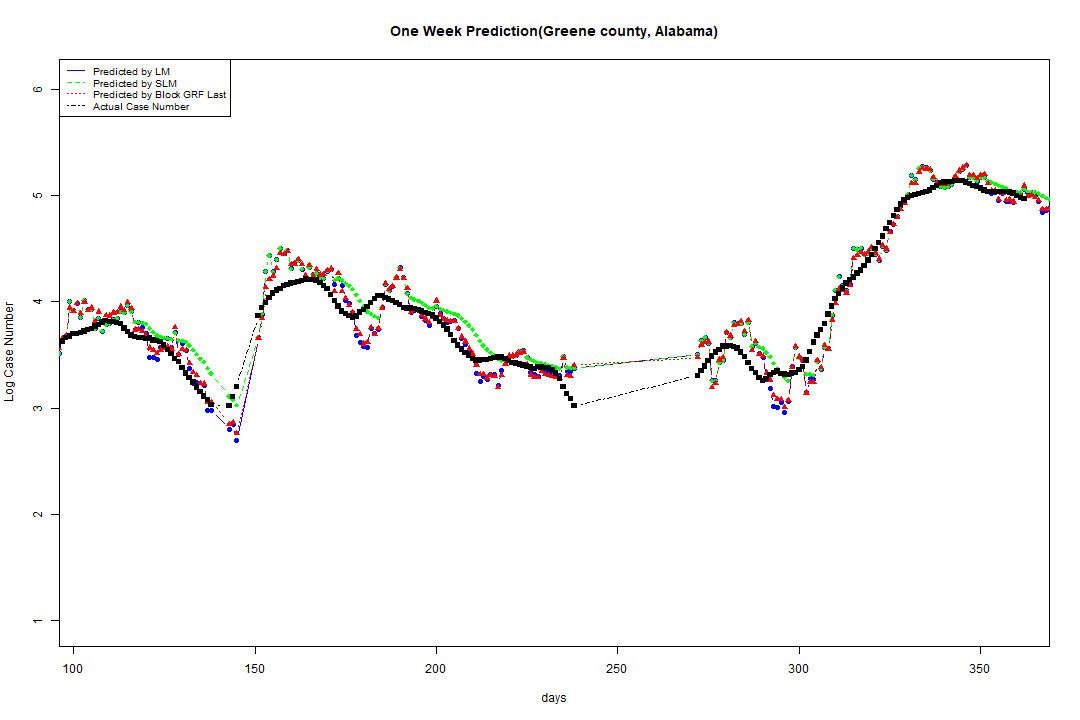 One Week Prediction(Greene county, Alabama)
Predicted by LM
Predicted by SLM
Predicted by Block GRF Last
Actual Case Number
Log Case Number
6
5
4
3
2
1
100 150 200 250 300 350
days